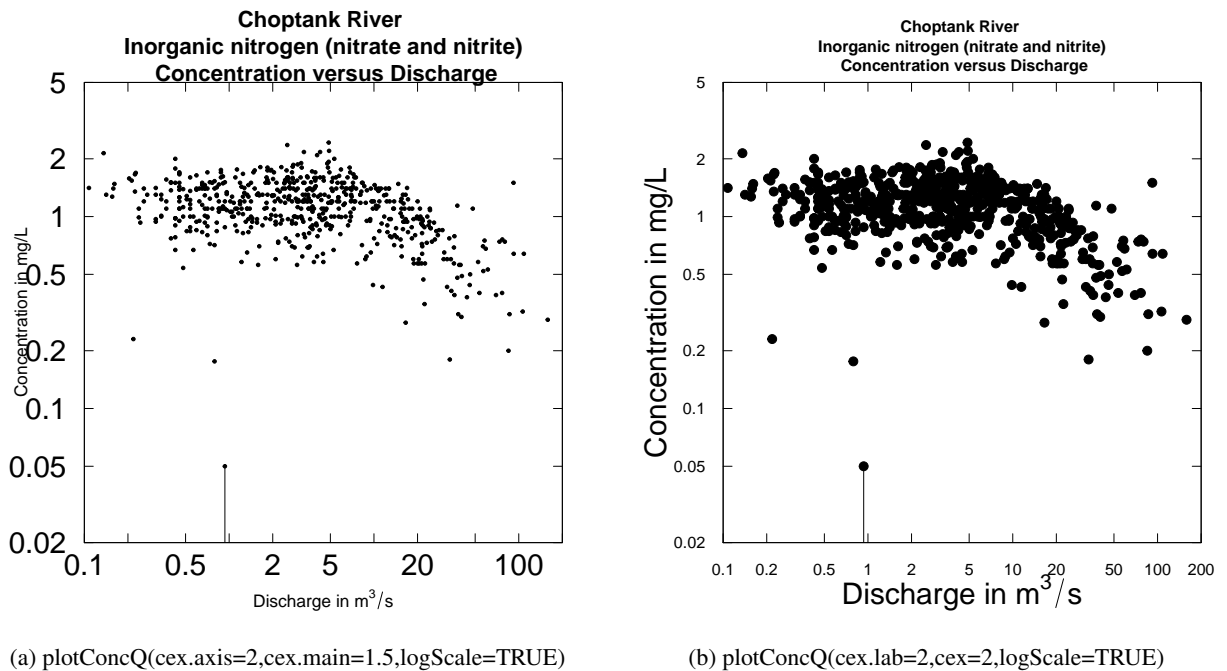 Choptank River
Inorganic nitrogen (nitrate and nitrite)
Concentration versus Discharge
5
2
1
0.5
0.2
0.1
0.05
0.02
Concentration in mg/L
0.1 0.5 2 5 20 100
Discharge in m³/s
(a) plotConcQ(cex.axis=2,cex.main=1.5,logScale=TRUE)
Choptank River
Inorganic nitrogen (nitrate and nitrite)
Concentration versus Discharge
5
2
1
0.5
0.2
0.1
0.05
0.02
Concentration in mg/L
0.1 0.2 0.5 1 2 5 10 20 50 100 200
Discharge in m³/s
(b) plotConcQ(cex.lab=2,cex=2,logScale=TRUE)